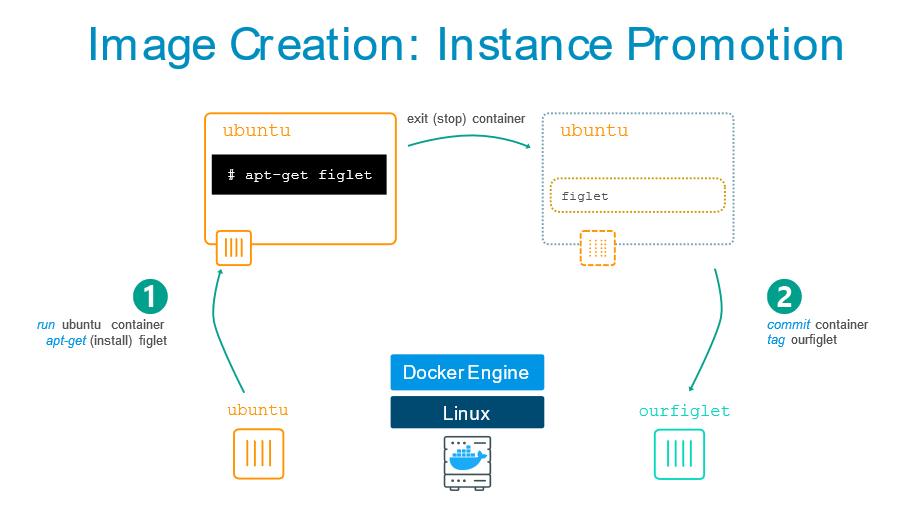 Image Creation: Instance Promotion
exit (stop) container
ubuntu
# apt-get figlet
ubuntu
figlet
1
run ubuntu container
apt-get (install) figlet
2
commit container
tag ourfiglet
Docker Engine
Linux
ubuntu
ourfiglet